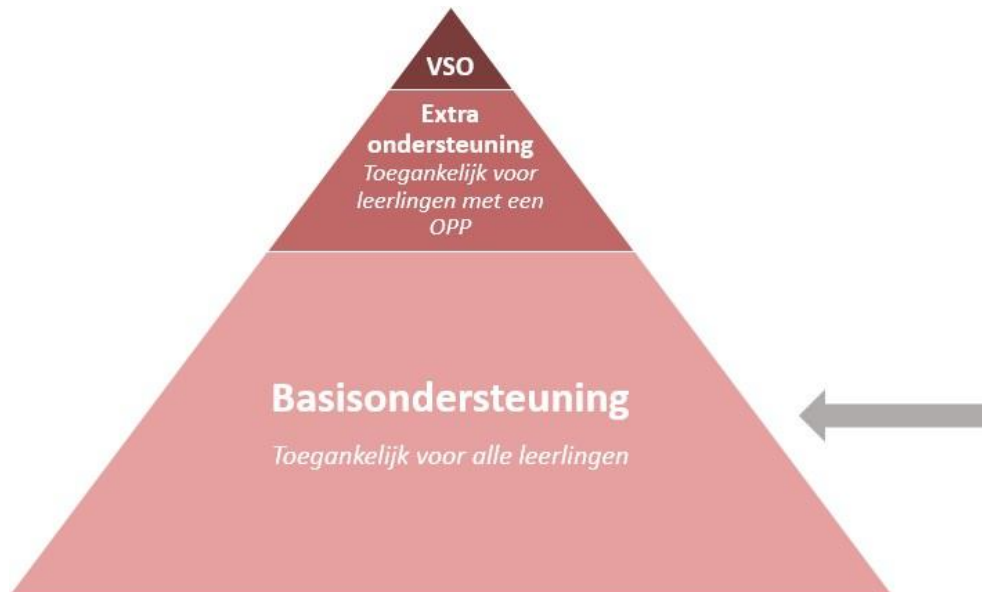 VSO
Extra
ondersteuning
Toegankelijk voor
leerlingen met een
OPP
Basisondersteuning
Toegankelijk voor alle leerlingen